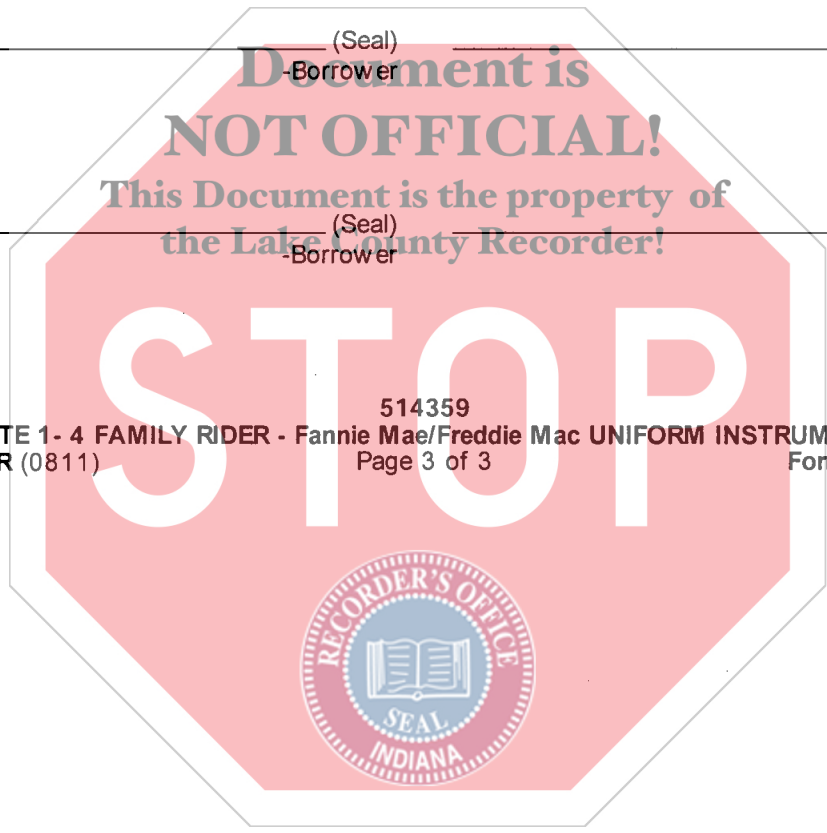 (Seal)
-Borrower
Document is
NOT OFFICIAL!
This Document is the property of
the Lake County Recorder!
(Seal)
-Borrower
STOP
514359
TE 1- 4 FAMILY RIDER - Fannie Mae/Freddie Mac UNIFORM INSTRUM
R (0811) Page 3 of 3 For
RECORDER'S OFFICE
SEAL
INDIANA